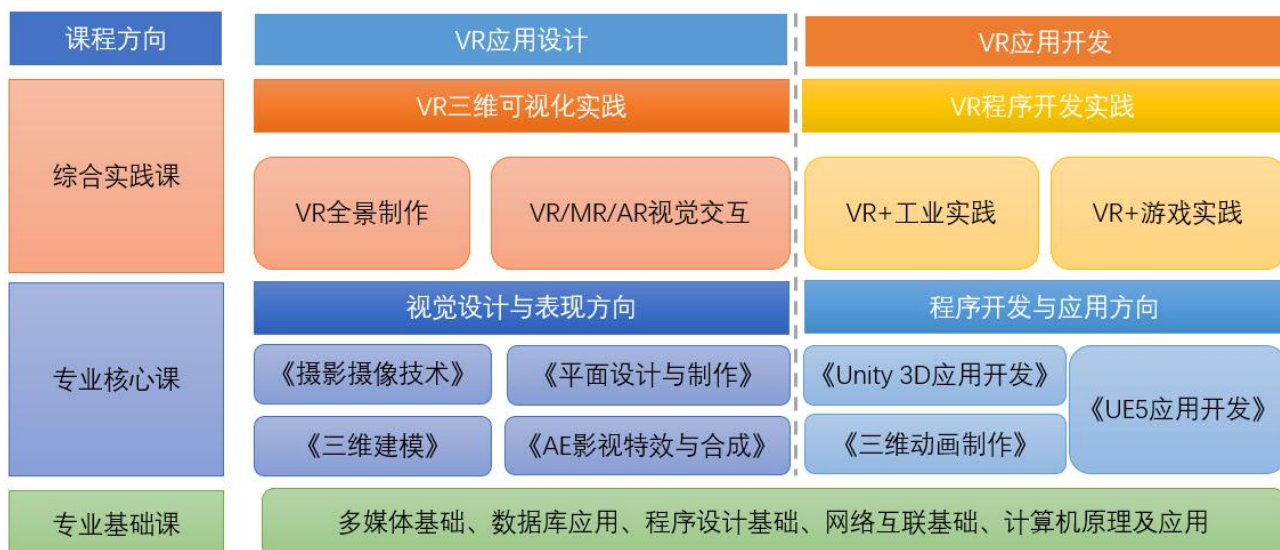 课程方向
VR应用设计
VR应用开发
综合实践课
VR三维可视化实践
VR程序开发实践
VR全景制作
VR/MR/AR视觉交互
VR+工业实践
VR+游戏实践
专业核心课
视觉设计与表现方向
程序开发与应用方向
《摄影摄像技术》
《平面设计与制作》
《Unity 3D应用开发》
《UE5应用开发》
《三维建模》
《AE影视特效与合成》
《三维动画制作》
专业基础课
多媒体基础、数据库应用、程序设计基础、网络互联基础、计算机原理及应用